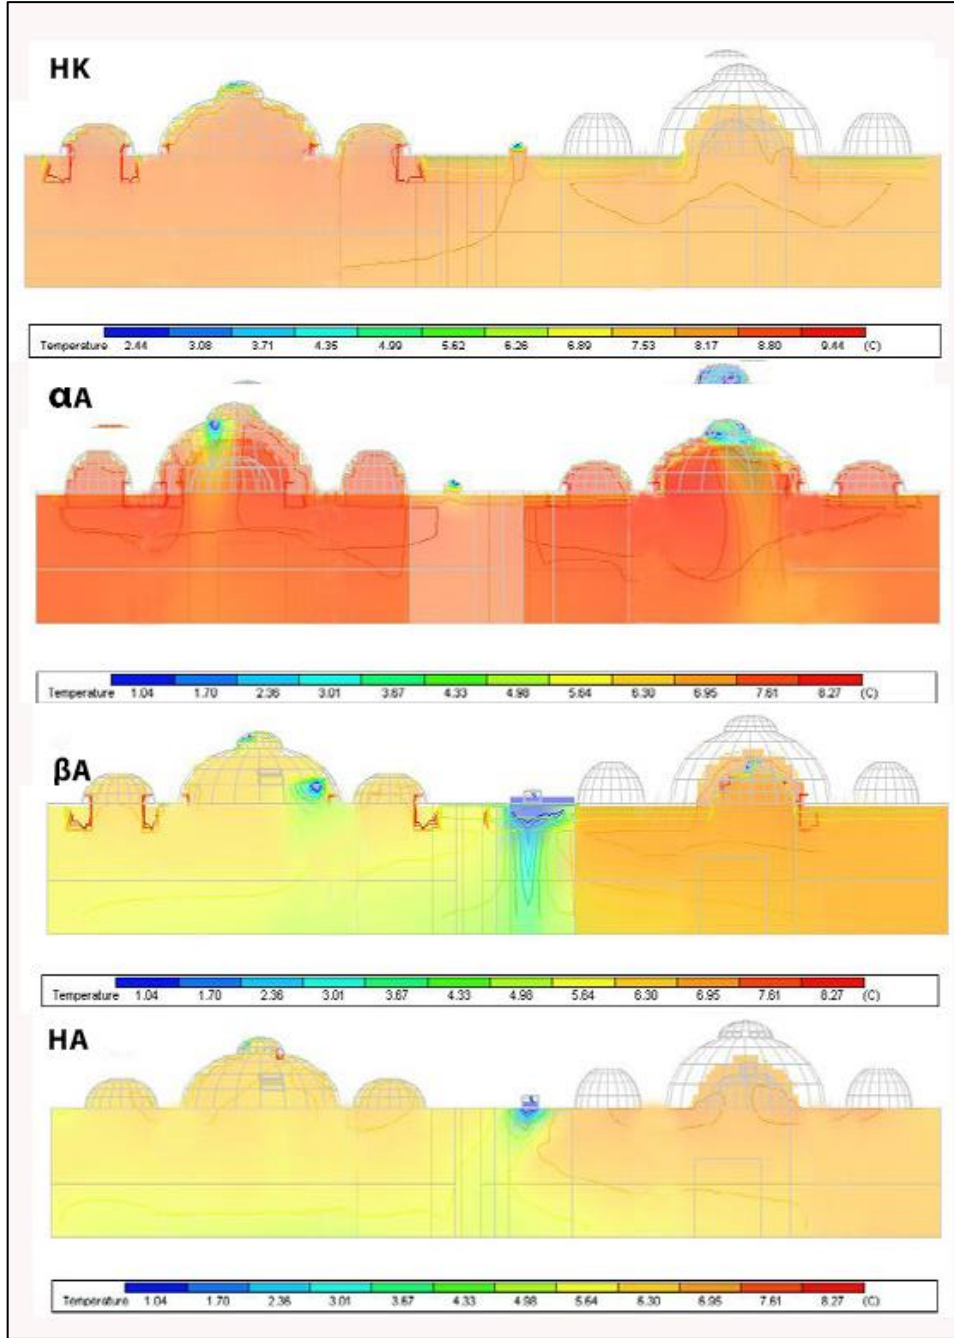 HK
Temperature 2.44 3.08 3.71 4.35 4.99 5.62 6.26 6.89 7.53 8.17 8.80 9.44 (C)
αA
Temperature 1.04 1.70 2.36 3.01 3.67 4.33 4.98 5.64 6.30 6.95 7.61 8.27 (C)
βA
Temperature 1.04 1.70 2.36 3.01 3.67 4.33 4.98 5.64 6.30 6.95 7.61 8.27 (C)
HA
Temperature 1.04 1.70 2.36 3.01 3.67 4.33 4.98 5.64 6.30 6.95 7.61 8.27 (C)